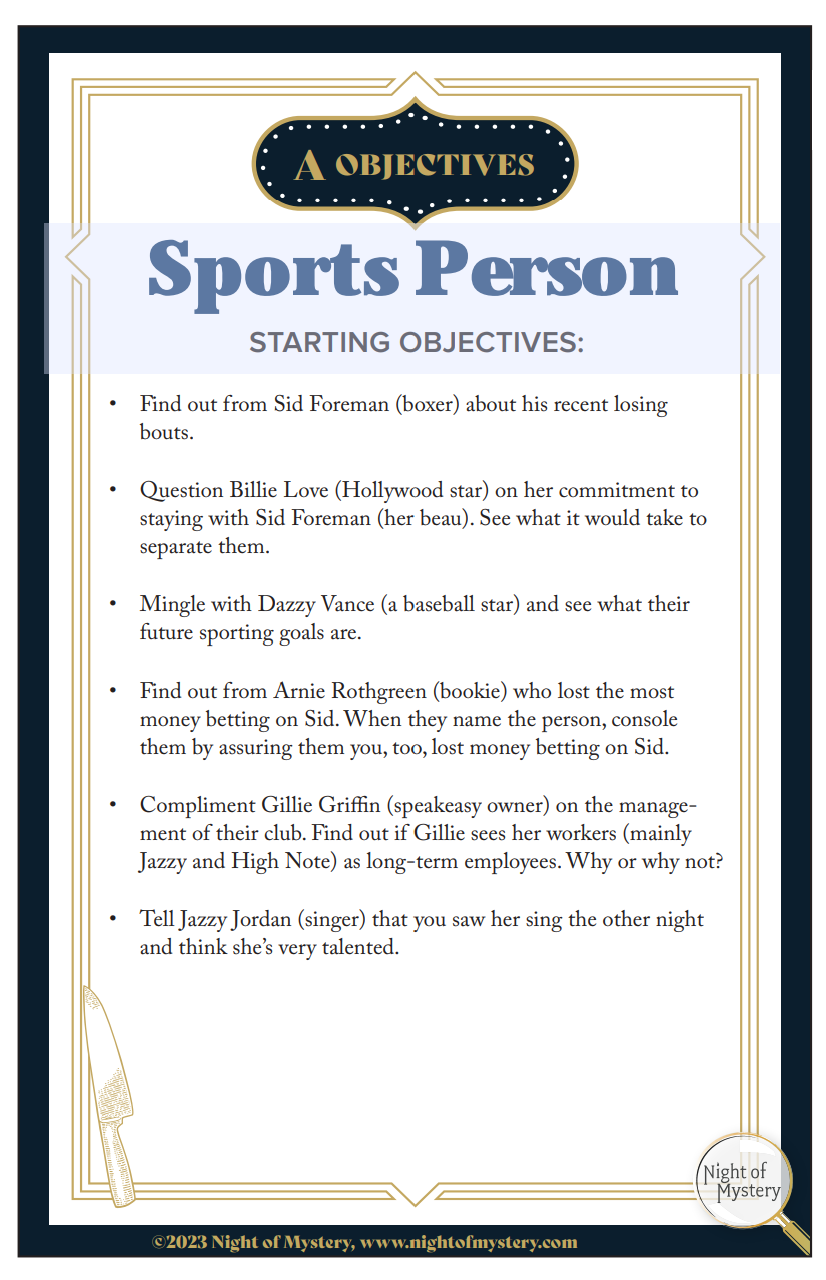 A OBJECTIVES
Sports Person
STARTING OBJECTIVES:
• Find out from Sid Foreman (boxer) about his recent losing
bouts.
• Question Billie Love (Hollywood star) on her commitment to
staying with Sid Foreman (her beau). See what it would take to
separate them.
• Mingle with Dazzy Vance (a baseball star) and see what their
future sporting goals are.
• Find out from Arnie Rothgreen (bookie) who lost the most
money betting on Sid. When they name the person, console
them by assuring them you, too, lost money betting on Sid.
• Compliment Gillie Griffin (speakeasy owner) on the manage-
ment of their club. Find out if Gillie sees her workers (mainly
Jazzy and High Note) as long-term employees. Why or why not?
• Tell Jazzy Jordan (singer) that you saw her sing the other night
and think she's very talented.
Night of
Mystery
©2023 Night of Mystery, www.nightofmystery.com